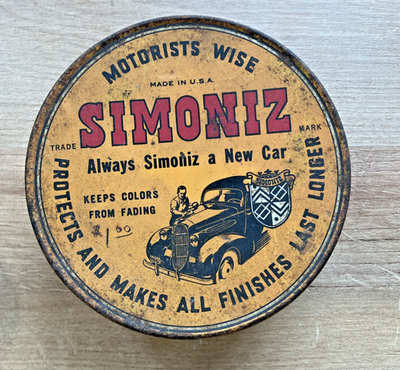 MOTORISTS WISE
MADE IN U.S.A.
SIMONIZ
TRADE MARK
Always Simoniz a New Car
KEEPS COLORS
FROM FADING
$1.00
PROTECTS AND MAKES ALL FINISHES LAST LONGER